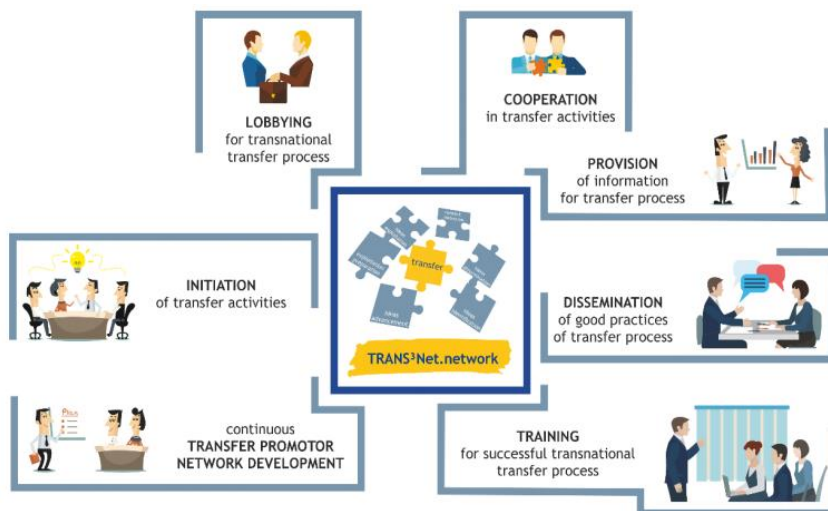 LOBBYING
for transnational
transfer process
COOPERATION
in transfer activities
PROVISION
of information
for transfer process
INITIATION
of transfer activities
transfer
ideas
advancement
TRANS³Net.network
DISSEMINATION
of good practices
of transfer process
continuous
TRANSFER PROMOTOR
NETWORK DEVELOPMENT
TRAINING
for successful transnational
transfer process